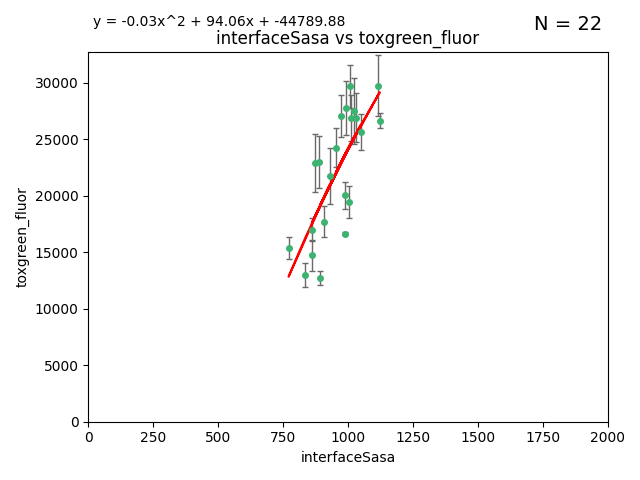 y = -0.03x^2 + 94.06x + -44789.88
N = 22
interfaceSasa vs toxgreen_fluor
30000
25000
20000
15000
10000
5000
0
toxgreen_fluor
0 250 500 750 1000 1250 1500 1750 2000
interfaceSasa